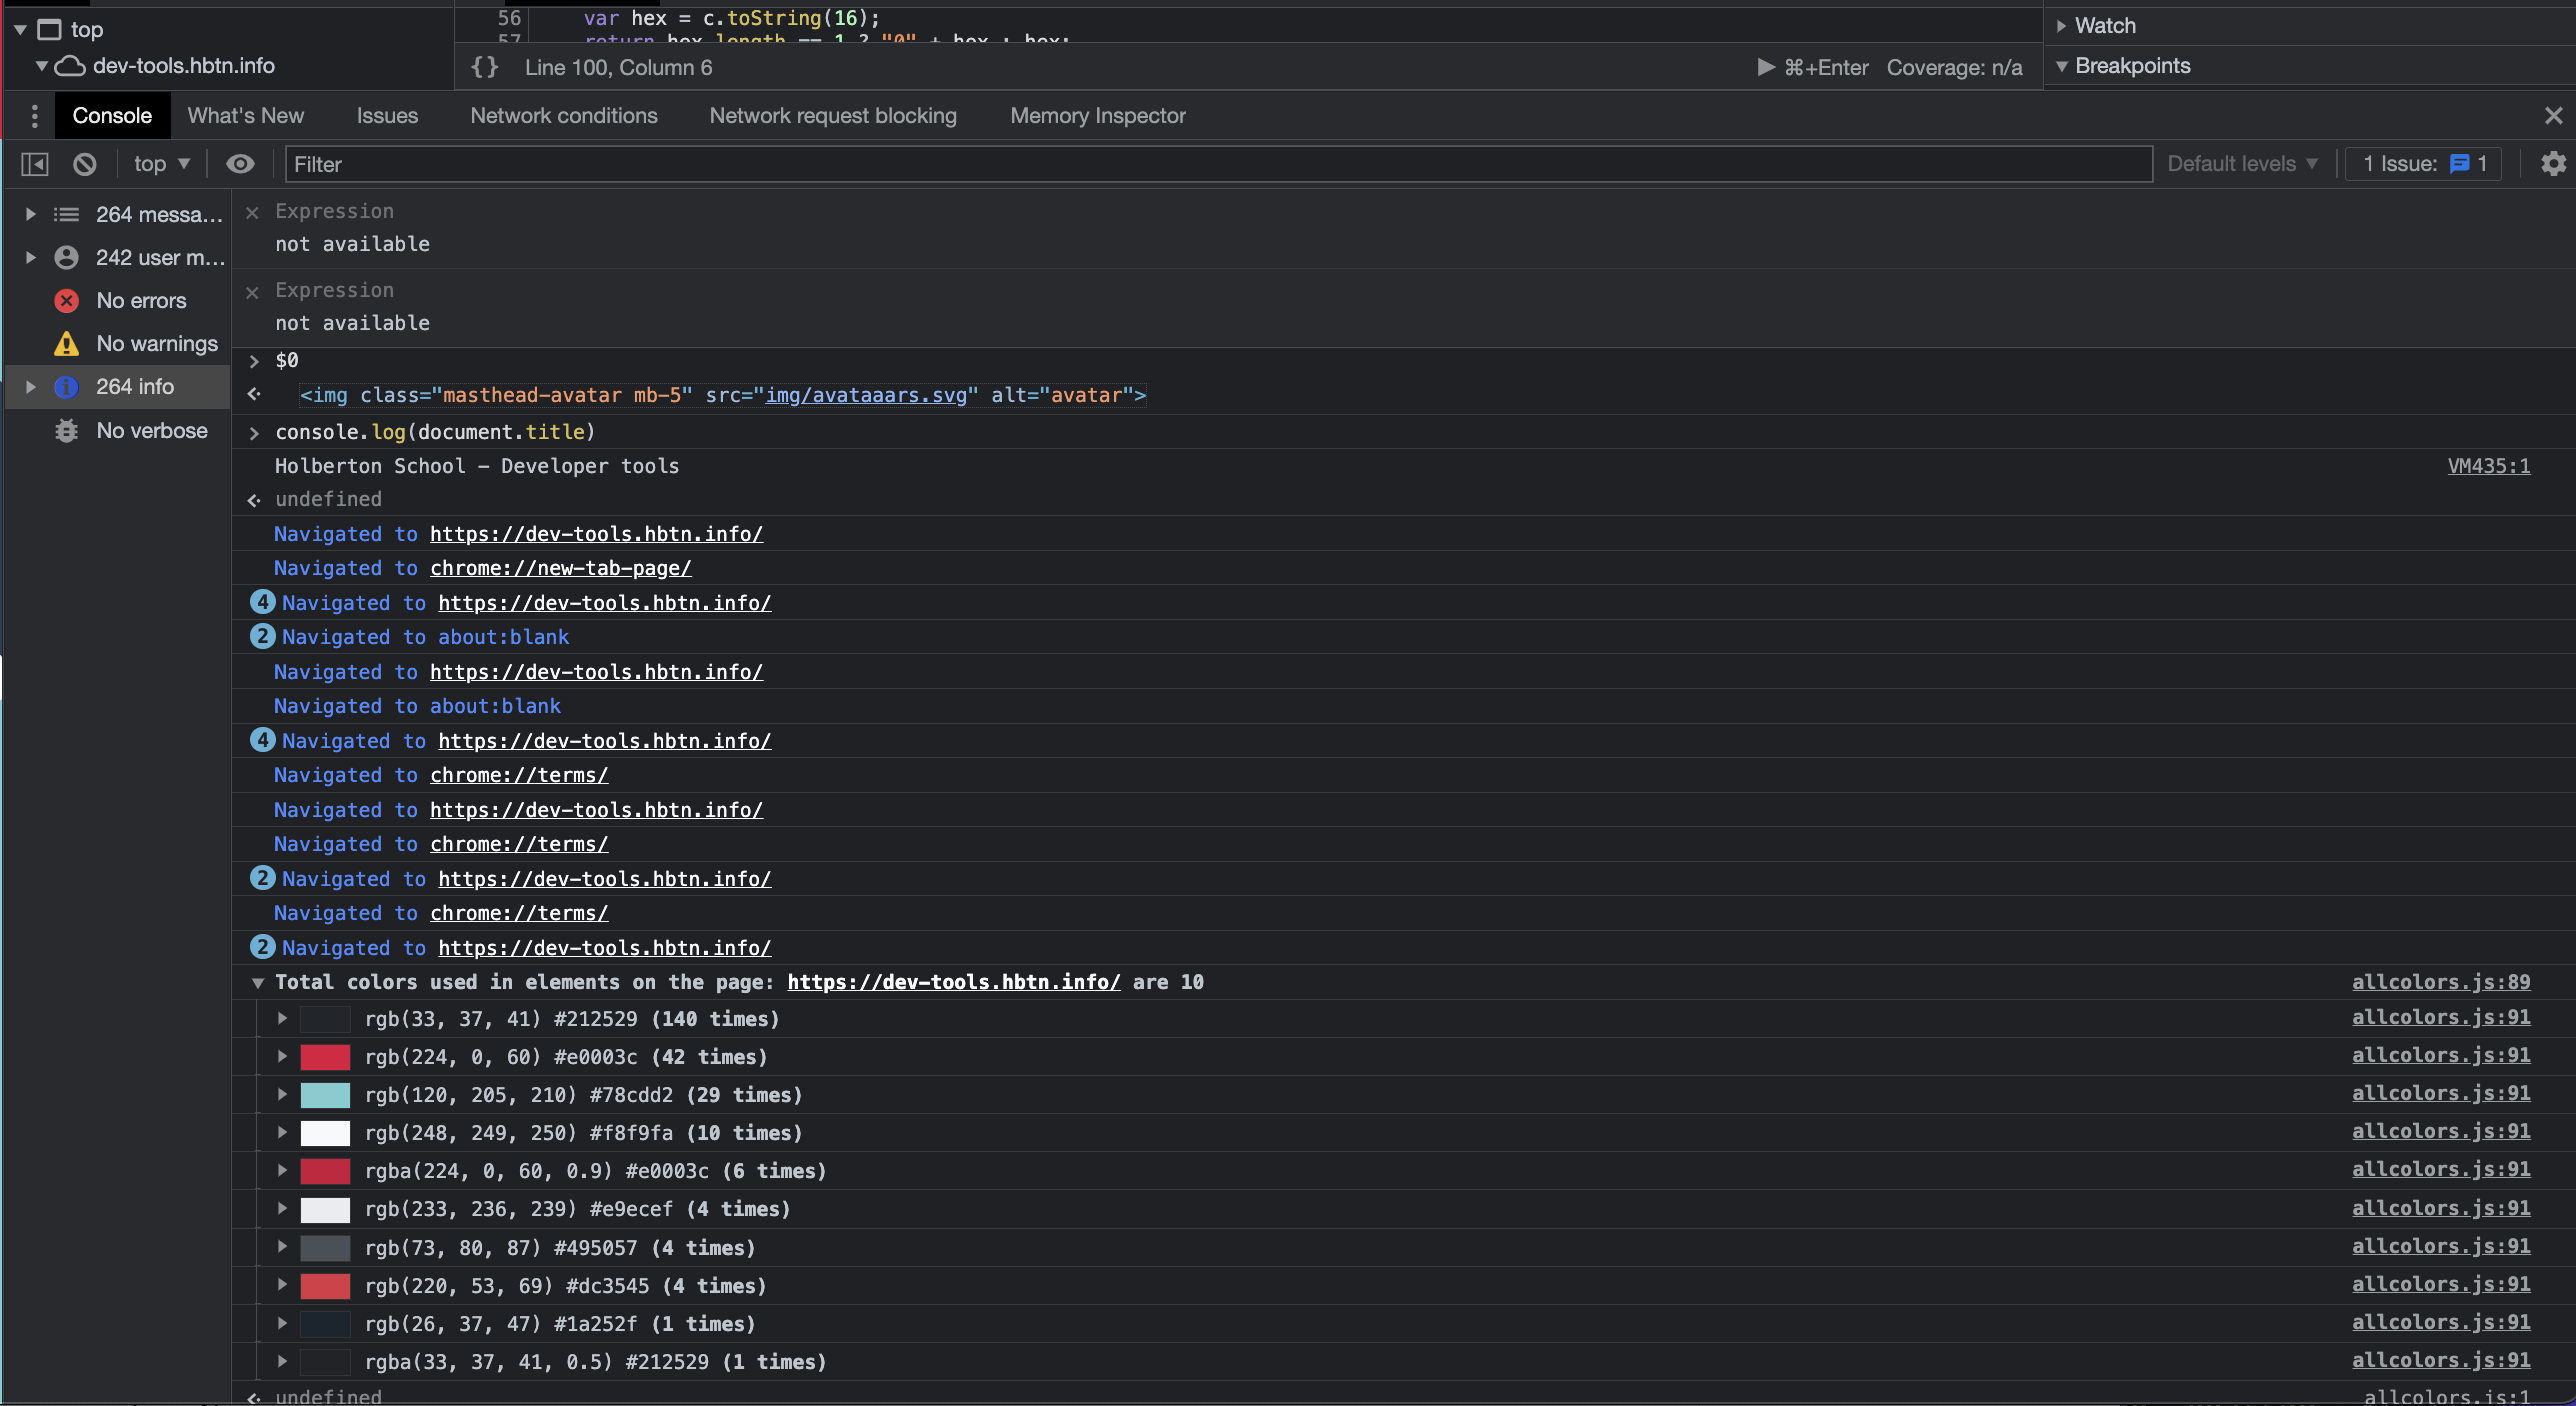 top
dev-tools.hbtn.info
56 var hex = c.toString(16);
57 return hex.length == 1 ? "0" + hex : hex;
{} Line 100, Column 6
⌘+Enter Coverage: n/a
Watch
Breakpoints
Console What's New Issues Network conditions Network request blocking Memory Inspector
top Filter Default levels 1 Issue: 1
264 messa...
242 user m...
No errors
No warnings
264 info
No verbose
Expression
not available
Expression
not available
$0
<img class="masthead-avatar mb-5" src="img/avataaars.svg" alt="avatar">
console.log(document.title)
Holberton School – Developer tools VM435:1
undefined
Navigated to https://dev-tools.hbtn.info/
Navigated to chrome://new-tab-page/
4 Navigated to https://dev-tools.hbtn.info/
2 Navigated to about:blank
Navigated to https://dev-tools.hbtn.info/
Navigated to about:blank
4 Navigated to https://dev-tools.hbtn.info/
Navigated to chrome://terms/
Navigated to https://dev-tools.hbtn.info/
Navigated to chrome://terms/
2 Navigated to https://dev-tools.hbtn.info/
Navigated to chrome://terms/
2 Navigated to https://dev-tools.hbtn.info/
Total colors used in elements on the page: https://dev-tools.hbtn.info/ are 10 allcolors.js:89
rgb(33, 37, 41) #212529 (140 times) allcolors.js:91
rgb(224, 0, 60) #e0003c (42 times) allcolors.js:91
rgb(120, 205, 210) #78cdd2 (29 times) allcolors.js:91
rgb(248, 249, 250) #f8f9fa (10 times) allcolors.js:91
rgba(224, 0, 60, 0.9) #e0003c (6 times) allcolors.js:91
rgb(233, 236, 239) #e9ecef (4 times) allcolors.js:91
rgb(73, 80, 87) #495057 (4 times) allcolors.js:91
rgb(220, 53, 69) #dc3545 (4 times) allcolors.js:91
rgb(26, 37, 47) #1a252f (1 times) allcolors.js:91
rgba(33, 37, 41, 0.5) #212529 (1 times) allcolors.js:91
undefined allcolors.js:1